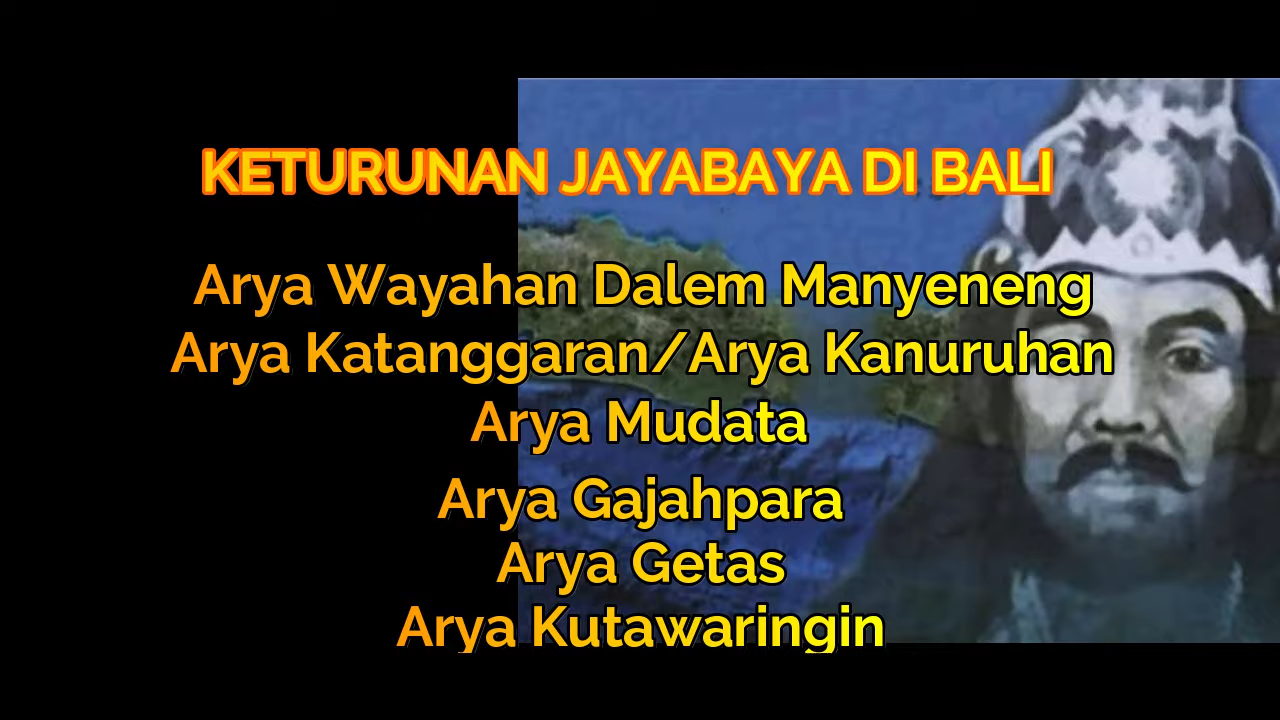 KETURUNAN JAYABAYA DI BALI
Arya Wayahan Dalem Manyeneng
Arya Katanggaran/Arya Kanuruhan
Arya Mudata
Arya Gajahpara
Arya Getas
Arya Kutawaringin